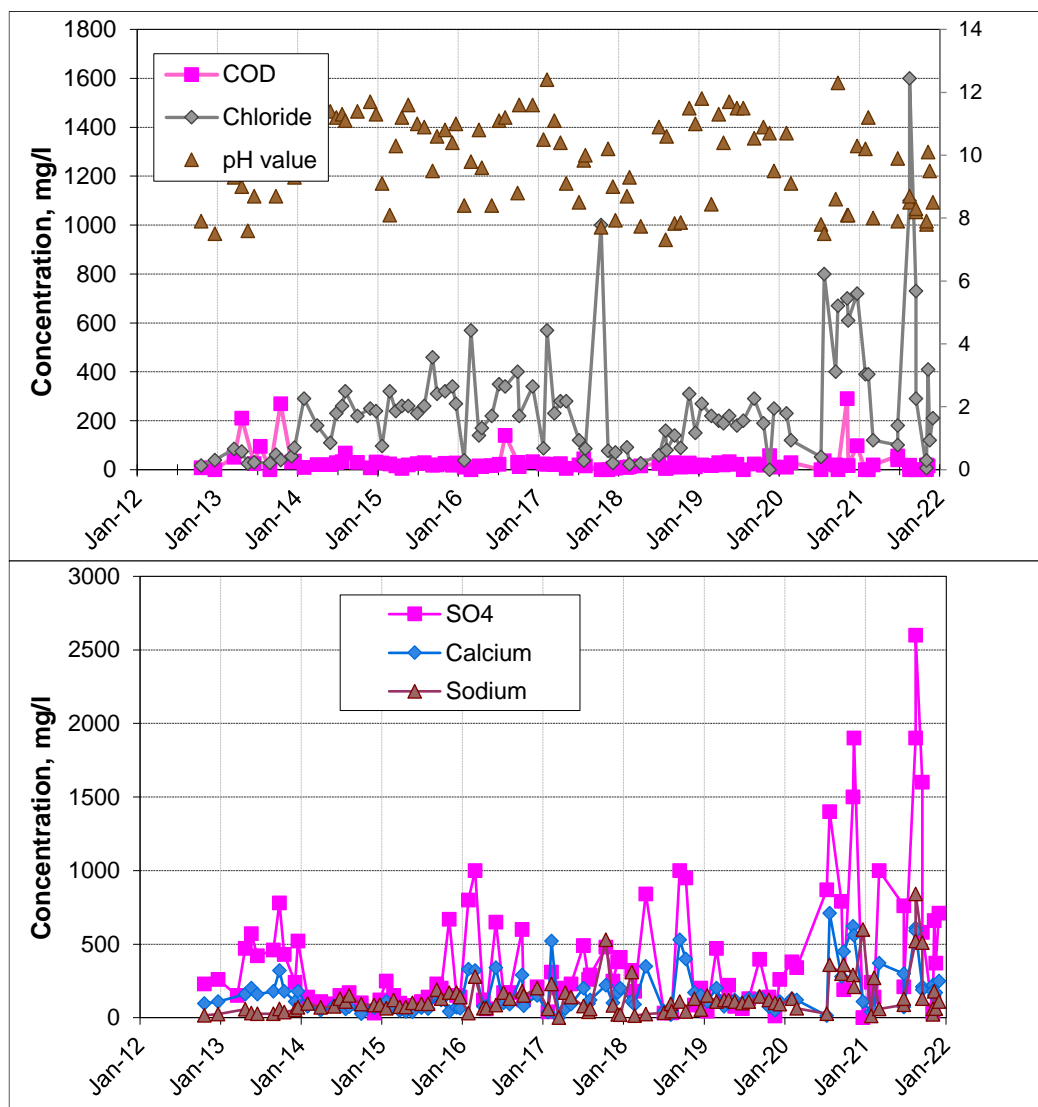 1800
1600
1400
1200
1000
800
600
400
200
0
Concentration, mg/l
COD
Chloride
pH value
14
12
10
8
6
4
2
0
Jan-12
Jan-13
Jan-14
Jan-15
Jan-16
Jan-17
Jan-18
Jan-19
Jan-20
Jan-21
Jan-22
3000
2500
2000
1500
1000
500
0
Concentration, mg/l
SO4
Calcium
Sodium
Jan-12
Jan-13
Jan-14
Jan-15
Jan-16
Jan-17
Jan-18
Jan-19
Jan-20
Jan-21
Jan-22